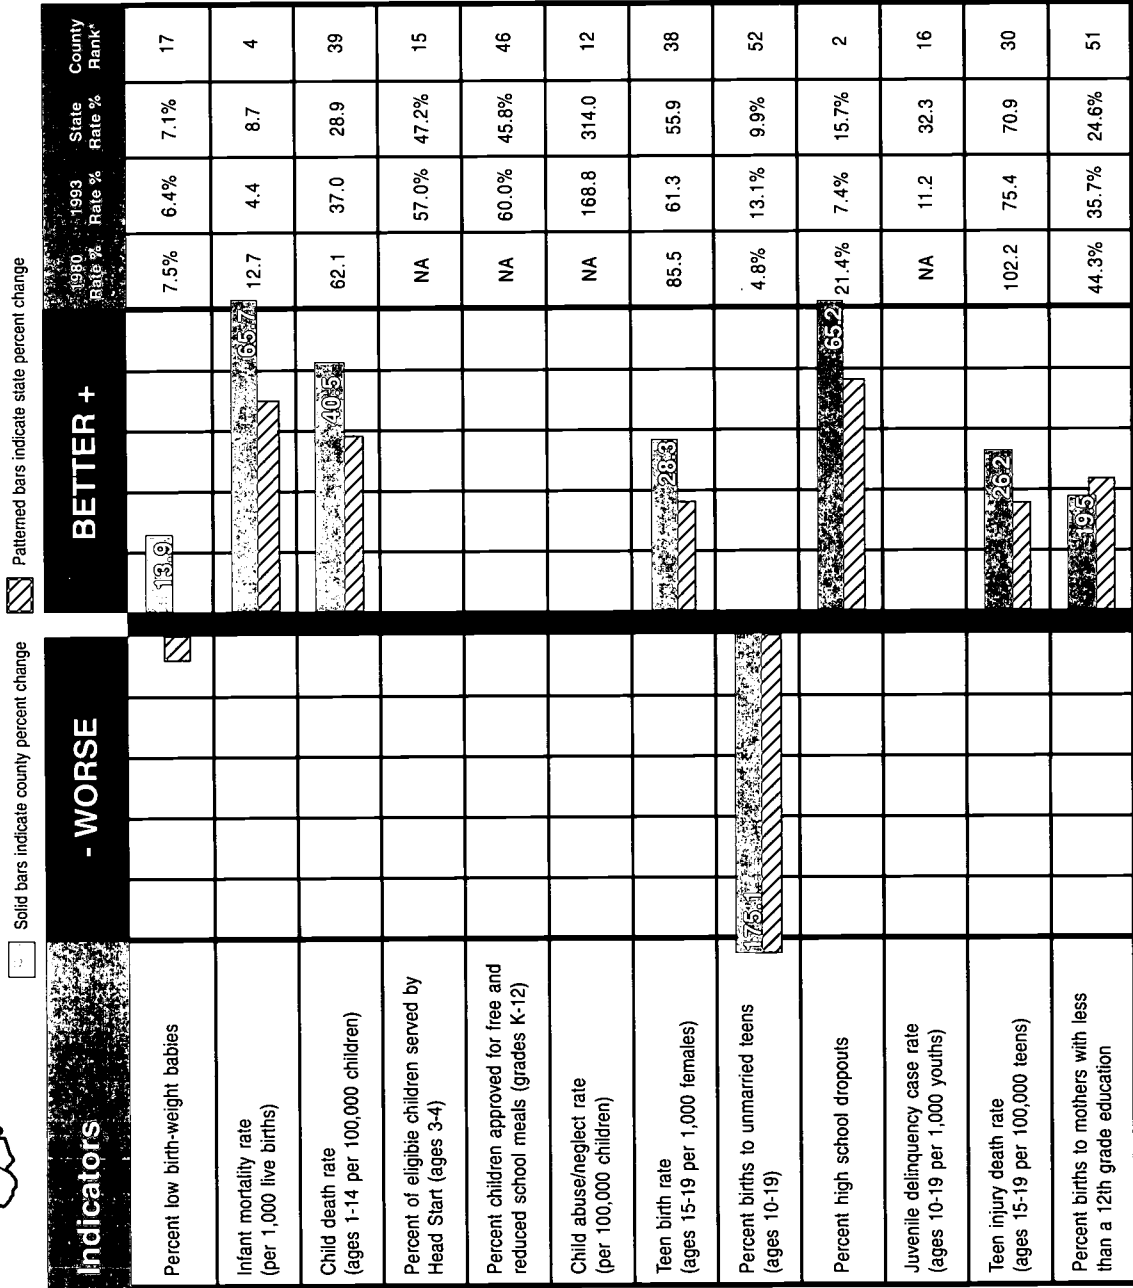 Solid bars indicate county percent change
Patterned bars indicate state percent change
Indicators
- WORSE
BETTER +
1980 Rate %
1993 Rate %
State Rate %
County Rank*
Percent low birth-weight babies
13.9
7.5%
6.4%
7.1%
17
Infant mortality rate
(per 1,000 live births)
65.7
12.7
4.4
8.7
4
Child death rate
(ages 1-14 per 100,000 children)
40.5
62.1
37.0
28.9
39
Percent of eligible children served by
Head Start (ages 3-4)
NA
57.0%
47.2%
15
Percent children approved for free and
reduced school meals (grades K-12)
NA
60.0%
45.8%
46
Child abuse/neglect rate
(per 100,000 children)
NA
168.8
314.0
12
Teen birth rate
(ages 15-19 per 1,000 females)
28.3
85.5
61.3
55.9
38
Percent births to unmarried teens
(ages 10-19)
175.1
4.8%
13.1%
9.9%
52
Percent high school dropouts
65.2
21.4%
7.4%
15.7%
2
Juvenile delinquency case rate
(ages 10-19 per 1,000 youths)
NA
11.2
32.3
16
Teen injury death rate
(ages 15-19 per 100,000 teens)
26.2
102.2
75.4
70.9
30
Percent births to mothers with less
than a 12th grade education
19.5
44.3%
35.7%
24.6%
51